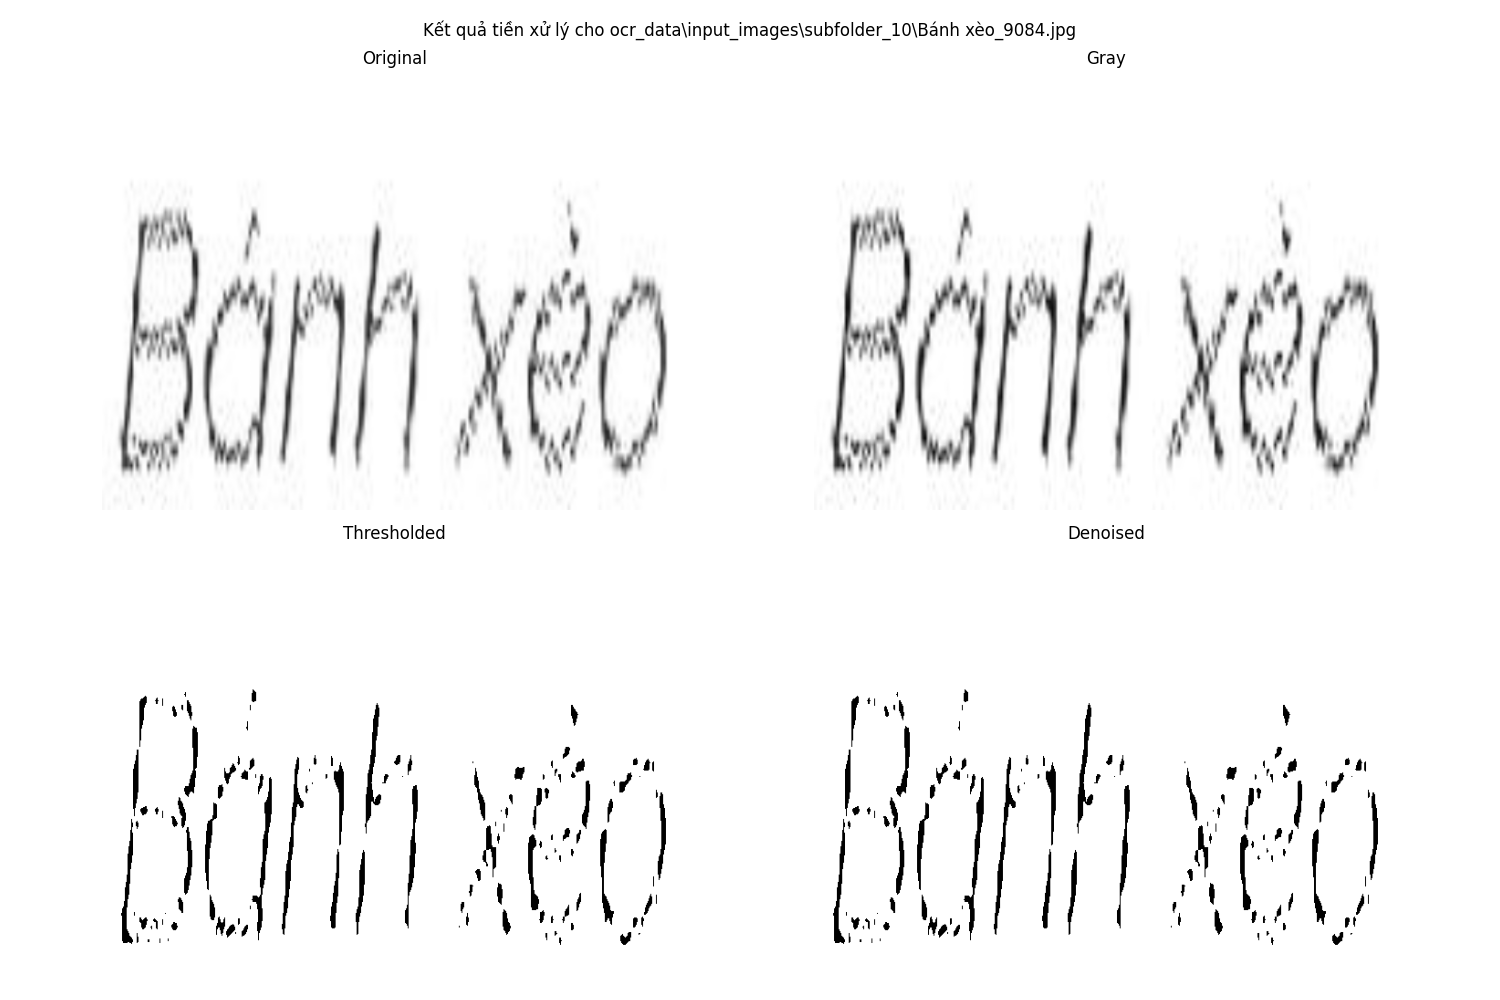 Kết quả tiền xử lý cho ocr_data\input_images\subfolder_10\Bánh xèo_9084.jpg
Original
Gray
Bánh xèo
Bánh xèo
Thresholded
Denoised
Bánh xèo
Bánh xèo